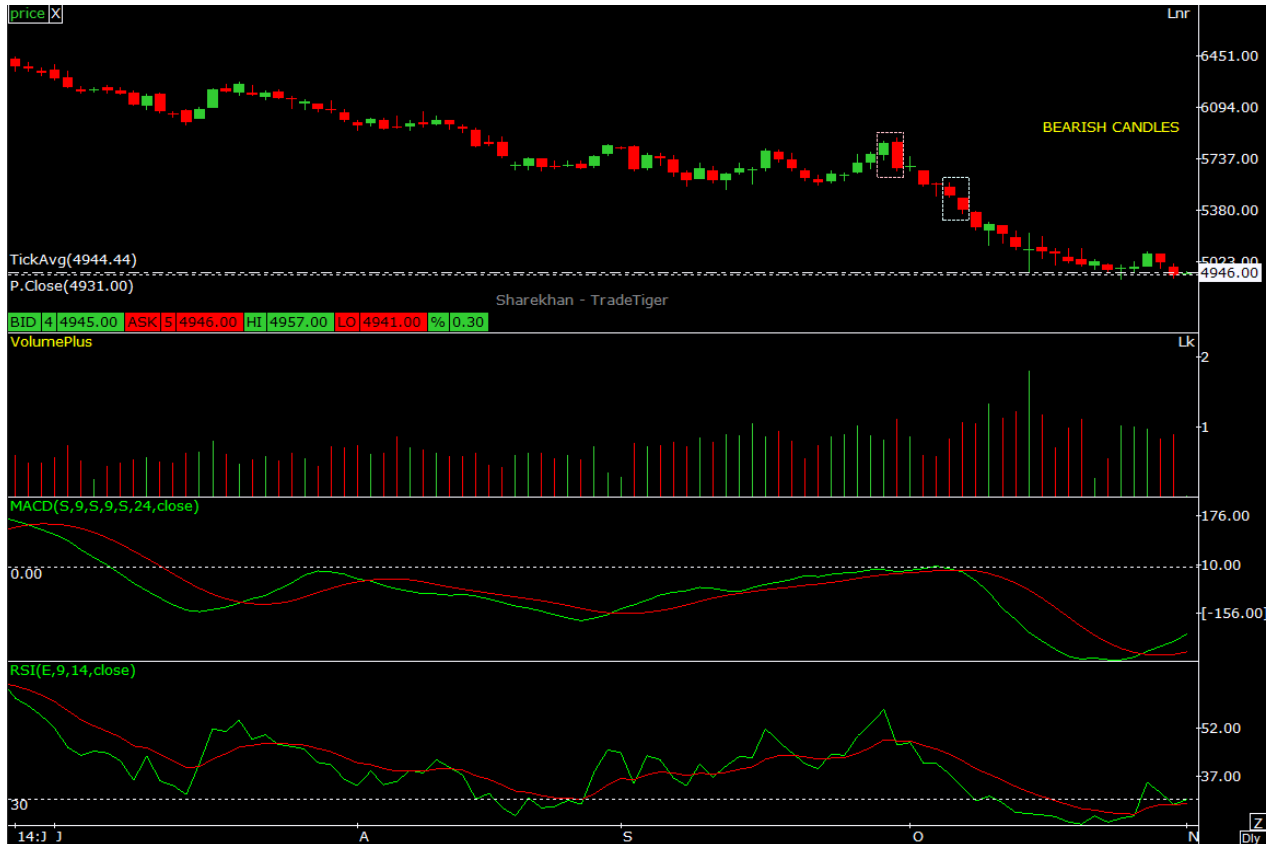 price X
Lnr
6451.00
6094.00
BEARISH CANDLES
5737.00
5380.00
TickAvg(4944.44)
5023.00
4946.00
P.Close(4931.00)
Sharekhan - TradeTiger
BID 4 4945.00 ASK 5 4946.00 HI 4957.00 LO 4941.00 % 0.30
VolumePlus
Lk
2
1
MACD(S,9,S,9,S,24,close)
176.00
0.00
10.00
[-156.00]
RSI(E,9,14,close)
52.00
37.00
30
14:J J A S O N
Z
Dly